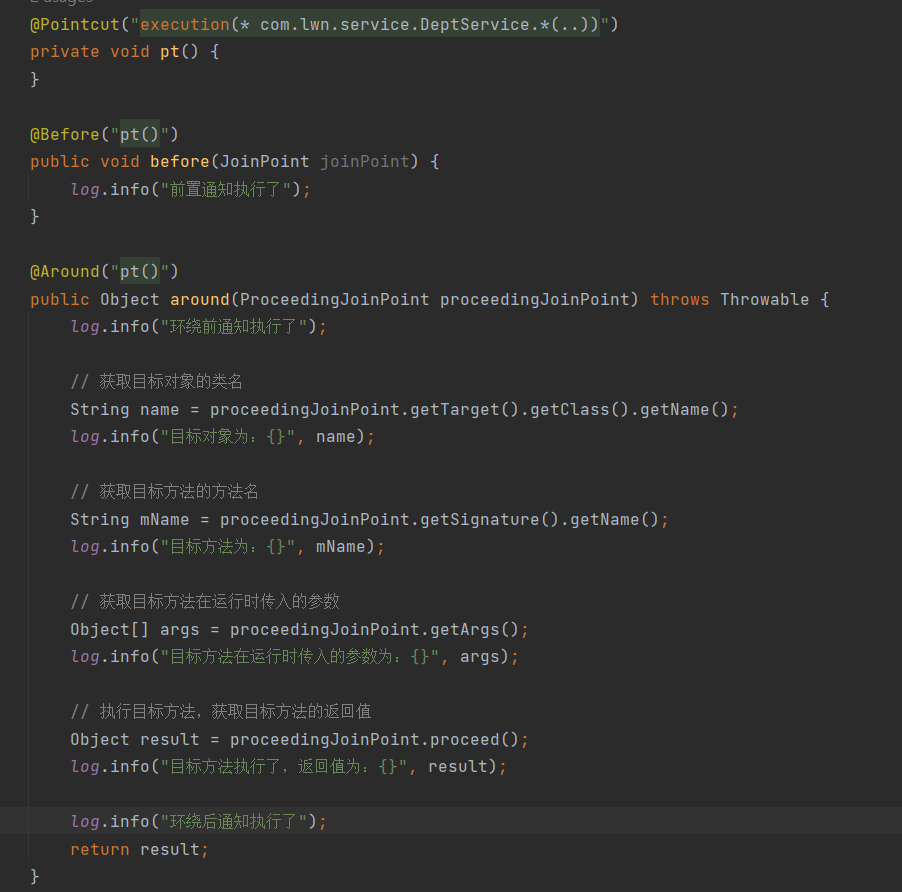 2 usages
@Pointcut("execution(* com.lwn.service.DeptService.*(..))")
private void pt() {
}
@Before("pt()")
public void before(JoinPoint joinPoint) {
log.info("前置通知执行了");
}
@Around("pt()")
public Object around(ProceedingJoinPoint proceedingJoinPoint) throws Throwable {
log.info("环绕前通知执行了");
// 获取目标对象的类名
String name = proceedingJoinPoint.getTarget().getClass().getName();
log.info("目标对象为：{}", name);
// 获取目标方法的方法名
String mName = proceedingJoinPoint.getSignature().getName();
log.info("目标方法为：{}", mName);
// 获取目标方法在运行时传入的参数
Object[] args = proceedingJoinPoint.getArgs();
log.info("目标方法在运行时传入的参数为：{}", args);
// 执行目标方法，获取目标方法的返回值
Object result = proceedingJoinPoint.proceed();
log.info("目标方法执行了，返回值为：{}", result);
log.info("环绕后通知执行了");
return result;
}